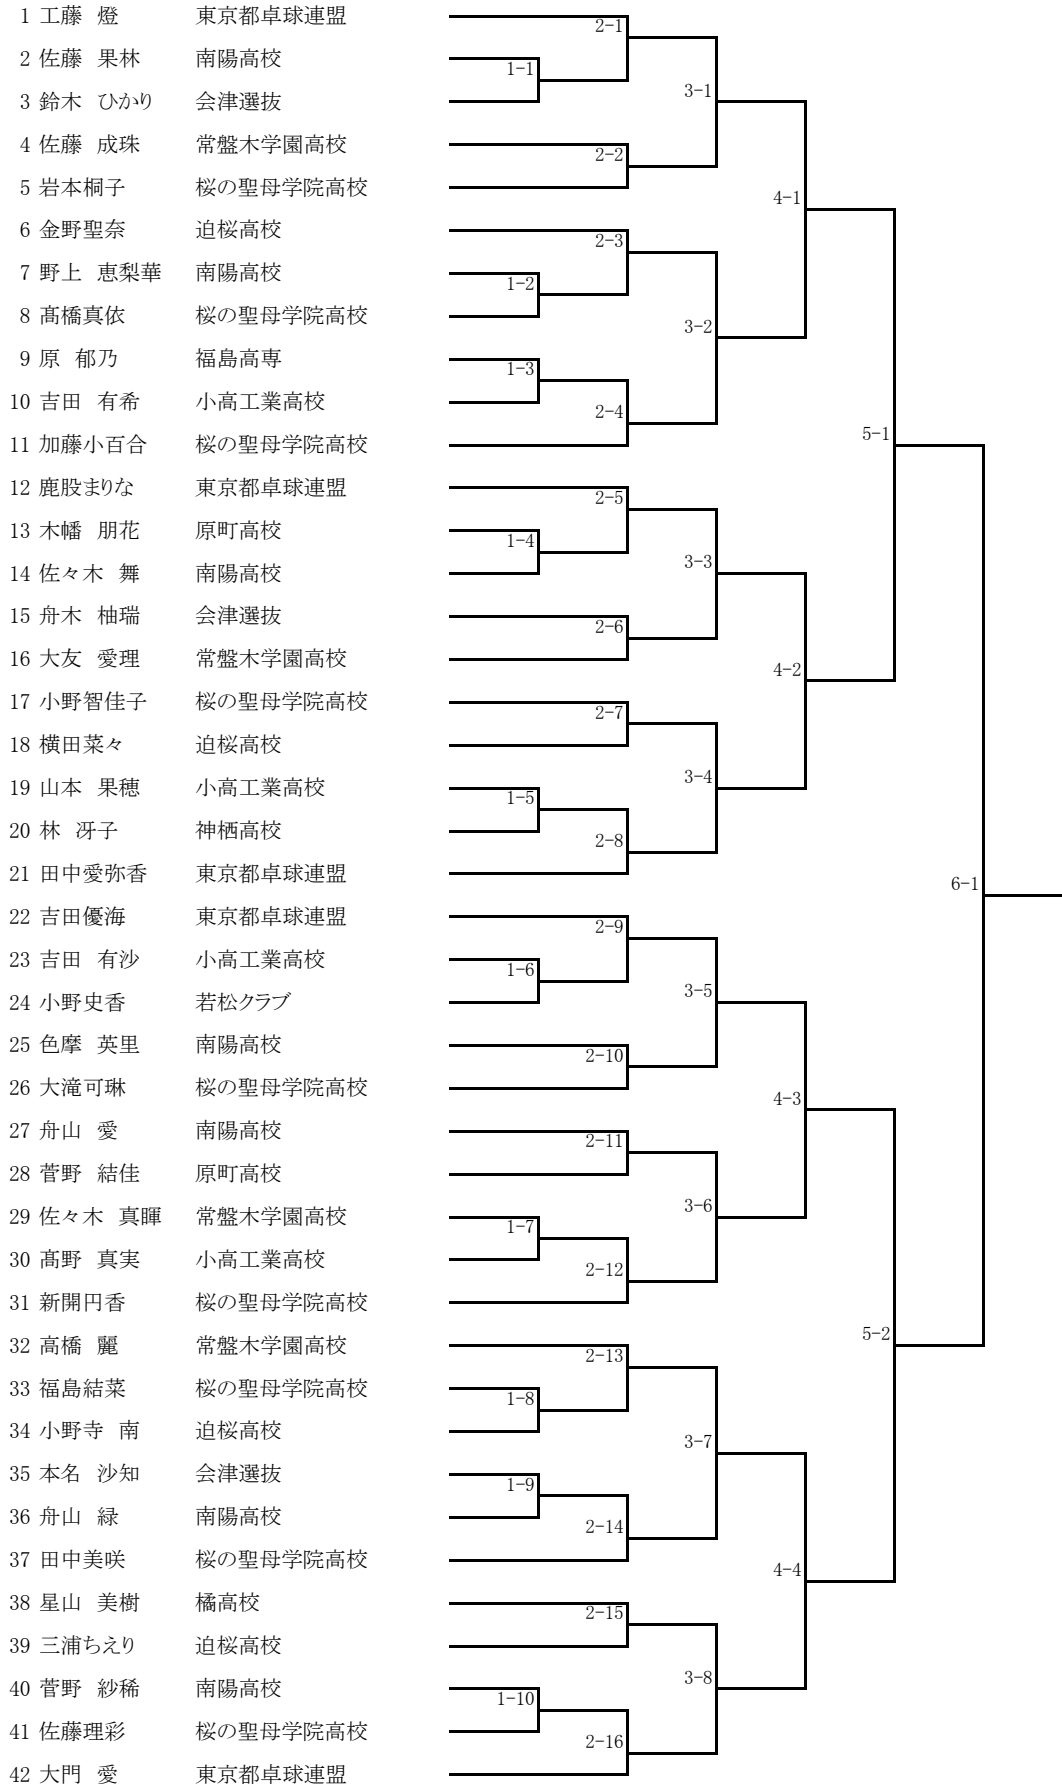 1 工藤 燈 東京都卓球連盟
2-1
2 佐藤 果林 南陽高校
1-1
3 鈴木 ひかり 会津選抜
3-1
4 佐藤 成珠 常盤木学園高校
2-2
5 岩本桐子 桜の聖母学院高校
4-1
6 金野聖奈 迫桜高校
2-3
7 野上 恵梨華 南陽高校
1-2
8 髙橋真依 桜の聖母学院高校
3-2
9 原 郁乃 福島高専
1-3
10 吉田 有希 小高工業高校
2-4
11 加藤小百合 桜の聖母学院高校
5-1
12 鹿股まりな 東京都卓球連盟
2-5
13 木幡 朋花 原町高校
1-4
14 佐々木 舞 南陽高校
3-3
15 舟木 柚瑞 会津選抜
2-6
16 大友 愛理 常盤木学園高校
4-2
17 小野智佳子 桜の聖母学院高校
2-7
18 横田菜々 迫桜高校
3-4
19 山本 果穂 小高工業高校
1-5
20 林 冴子 神栖高校
2-8
21 田中愛弥香 東京都卓球連盟
6-1
22 吉田優海 東京都卓球連盟
2-9
23 吉田 有沙 小高工業高校
1-6
24 小野史香 若松クラブ
3-5
25 色摩 英里 南陽高校
2-10
26 大滝可琳 桜の聖母学院高校
4-3
27 舟山 愛 南陽高校
2-11
28 菅野 結佳 原町高校
3-6
29 佐々木 真暉 常盤木学園高校
1-7
30 髙野 真実 小高工業高校
2-12
31 新開円香 桜の聖母学院高校
5-2
32 高橋 麗 常盤木学園高校
2-13
33 福島結菜 桜の聖母学院高校
1-8
34 小野寺 南 迫桜高校
3-7
35 本名 沙知 会津選抜
1-9
36 舟山 緑 南陽高校
2-14
37 田中美咲 桜の聖母学院高校
4-4
38 星山 美樹 橘高校
2-15
39 三浦ちえり 迫桜高校
3-8
40 菅野 紗稀 南陽高校
1-10
41 佐藤理彩 桜の聖母学院高校
2-16
42 大門 愛 東京都卓球連盟